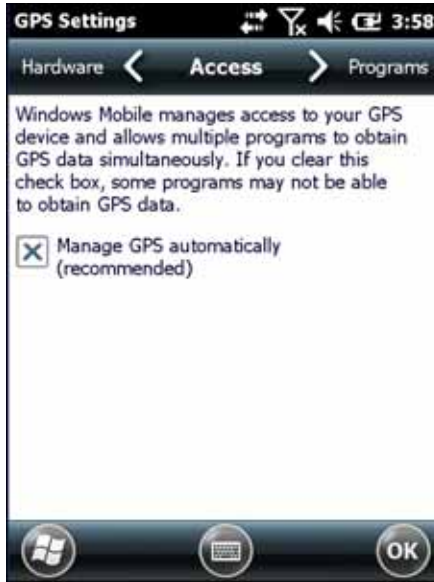 GPS Settings 3:58
Hardware Access Programs
Windows Mobile manages access to your GPS
device and allows multiple programs to obtain
GPS data simultaneously. If you clear this
check box, some programs may not be able
to obtain GPS data.
Manage GPS automatically
(recommended)
OK